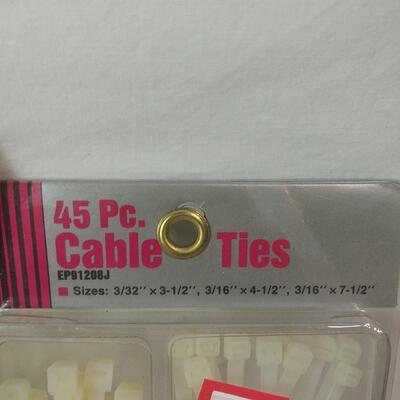 45 Pc.
Cable Ties
EP91208J
Sizes: 3/32'' × 3-1/2'', 3/16'' × 4-1/2'', 3/16'' × 7-1/2''